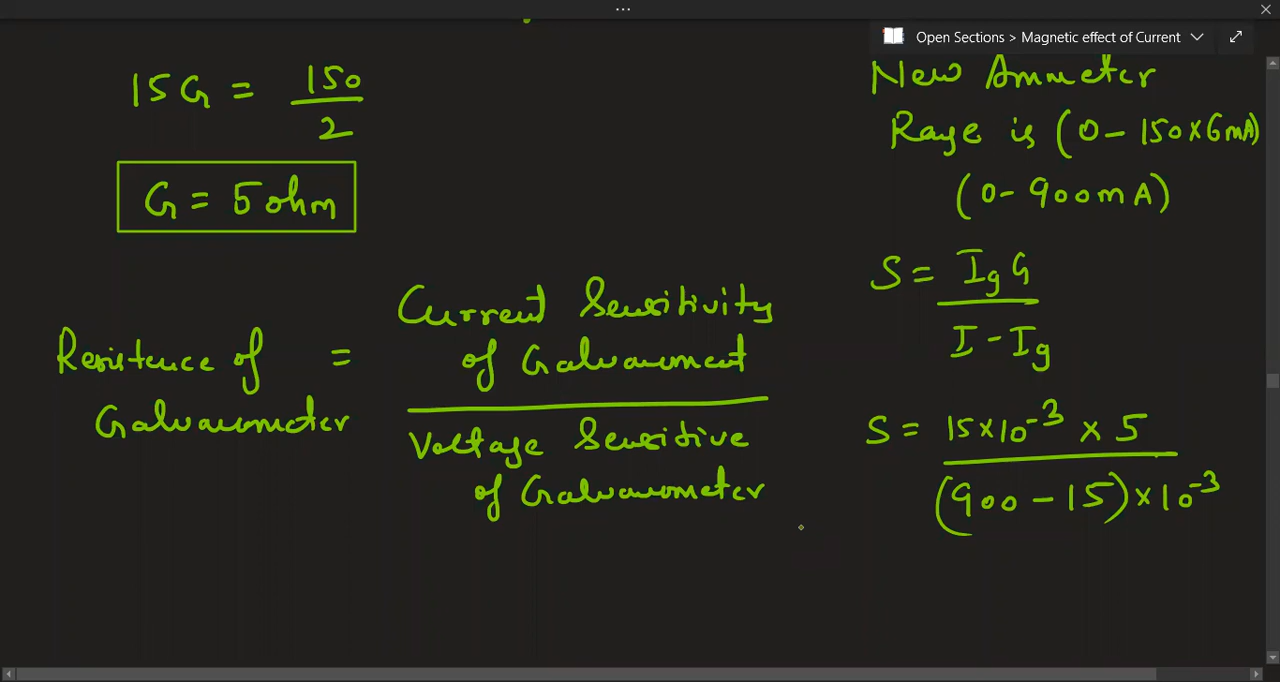 ...
Open Sections > Magnetic effect of Current
15G = 150/2
G = 5 ohm
Resistence of Galvanometer = Current Sensitivity of Galvanomet / Voltage Sensitive of Galvanometer
New Ammeter
Range is (0 - 150×6mA)
(0 - 900mA)
S = IgG / I - Ig
S = 15×10⁻³ × 5 / (900 - 15)×10⁻³